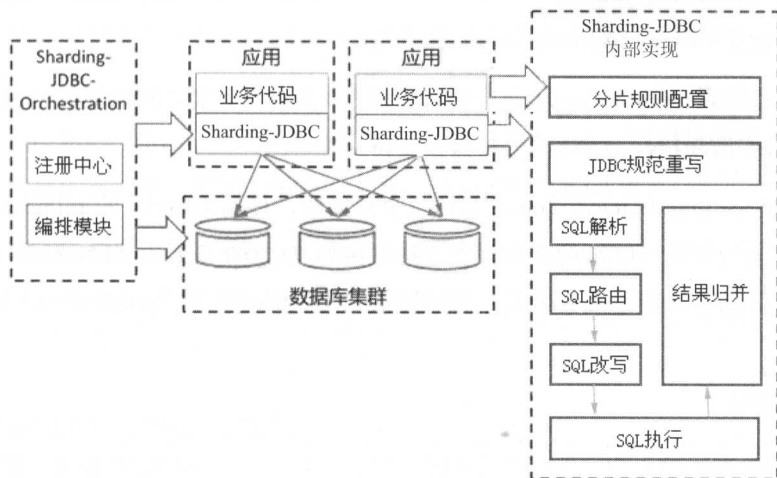 Sharding-
JDBC-
Orchestration
注册中心
编排模块
应用
业务代码
Sharding-JDBC
应用
业务代码
Sharding-JDBC
数据库集群
Sharding-JDBC
内部实现
分片规则配置
JDBC规范重写
SQL解析
SQL路由
SQL改写
结果归并
SQL执行